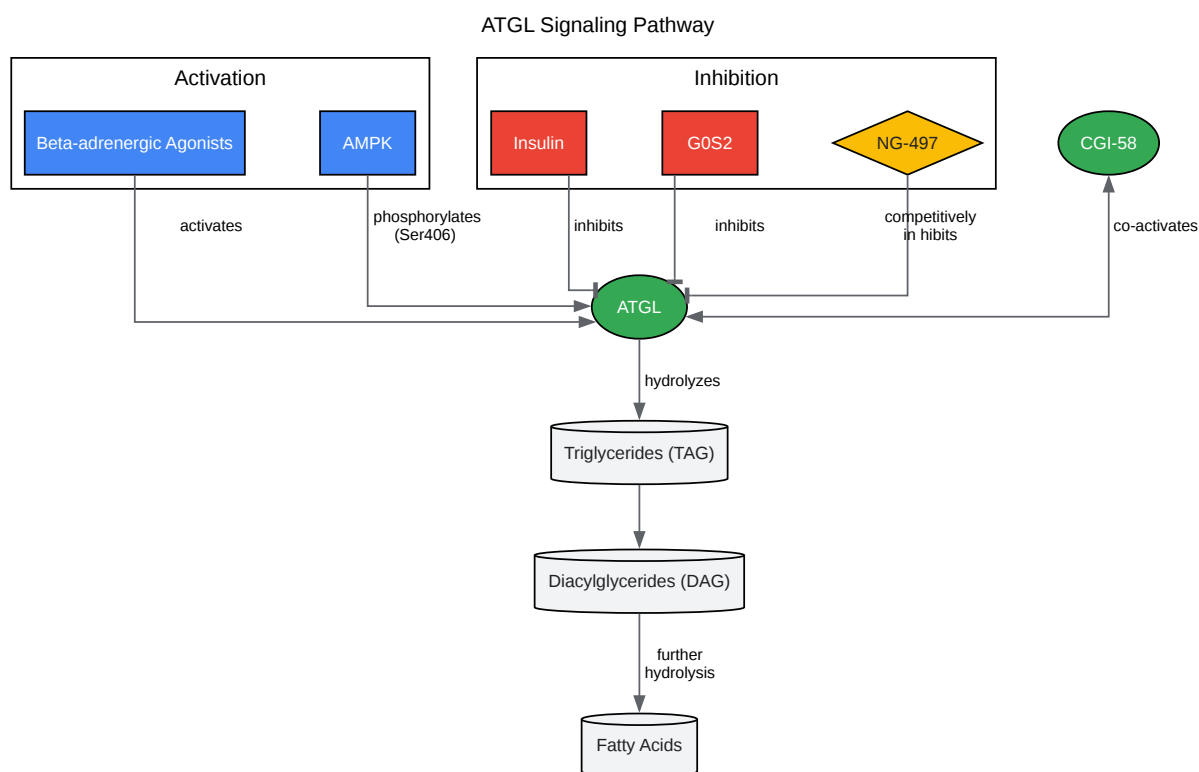 ATGL Signaling Pathway
Activation
Inhibition
Beta-adrenergic Agonists
AMPK
Insulin
G0S2
NG-497
CGI-58
activates
phosphorylates
(Ser406)
inhibits
inhibits
competitively
in hibits
co-activates
ATGL
hydrolyzes
Triglycerides (TAG)
Diacylglycerides (DAG)
further
hydrolysis
Fatty Acids